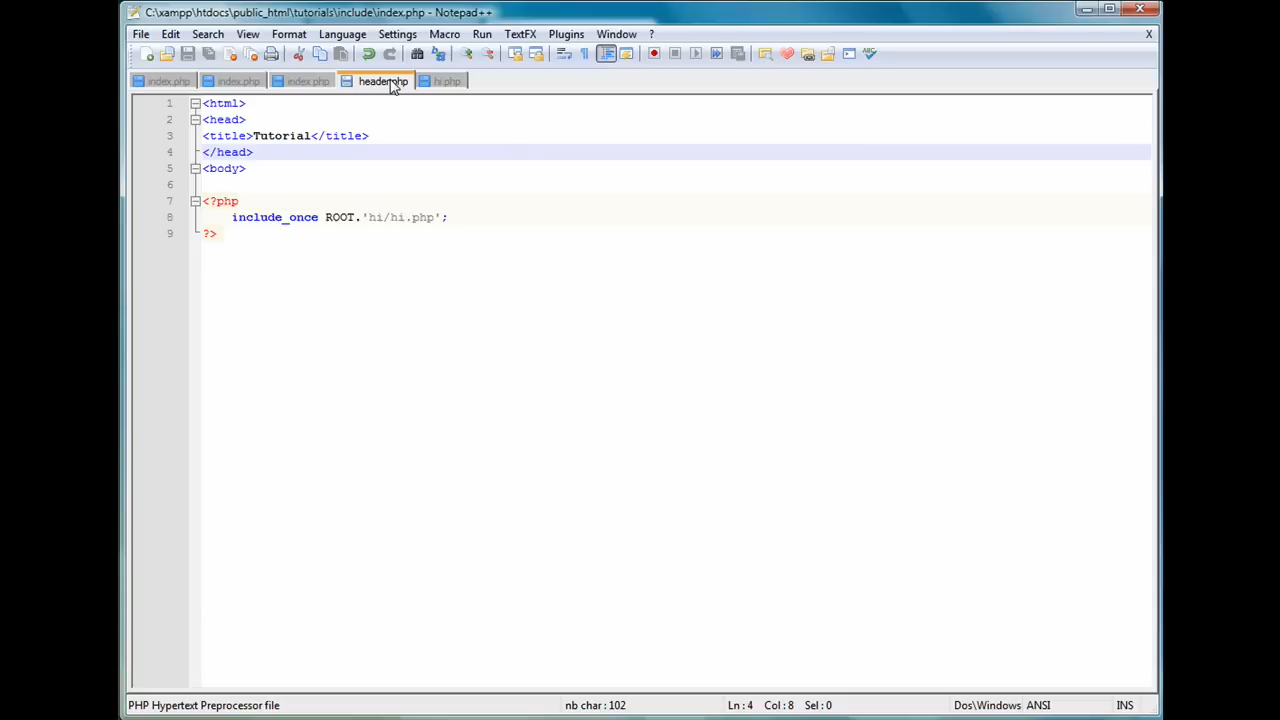 C:\xampp\htdocs\public_html\tutorials\include\index.php - Notepad++
File Edit Search View Format Language Settings Macro Run TextFX Plugins Window ? X
index.php index.php index.php header.php hi.php
1 <html>
2 <head>
3 <title>Tutorial</title>
4 </head>
5 <body>
6
7 <?php
8 include_once ROOT.'hi/hi.php';
9 ?>
PHP Hypertext Preprocessor file nb char : 102 Ln : 4 Col : 8 Sel : 0 Dos\Windows ANSI INS